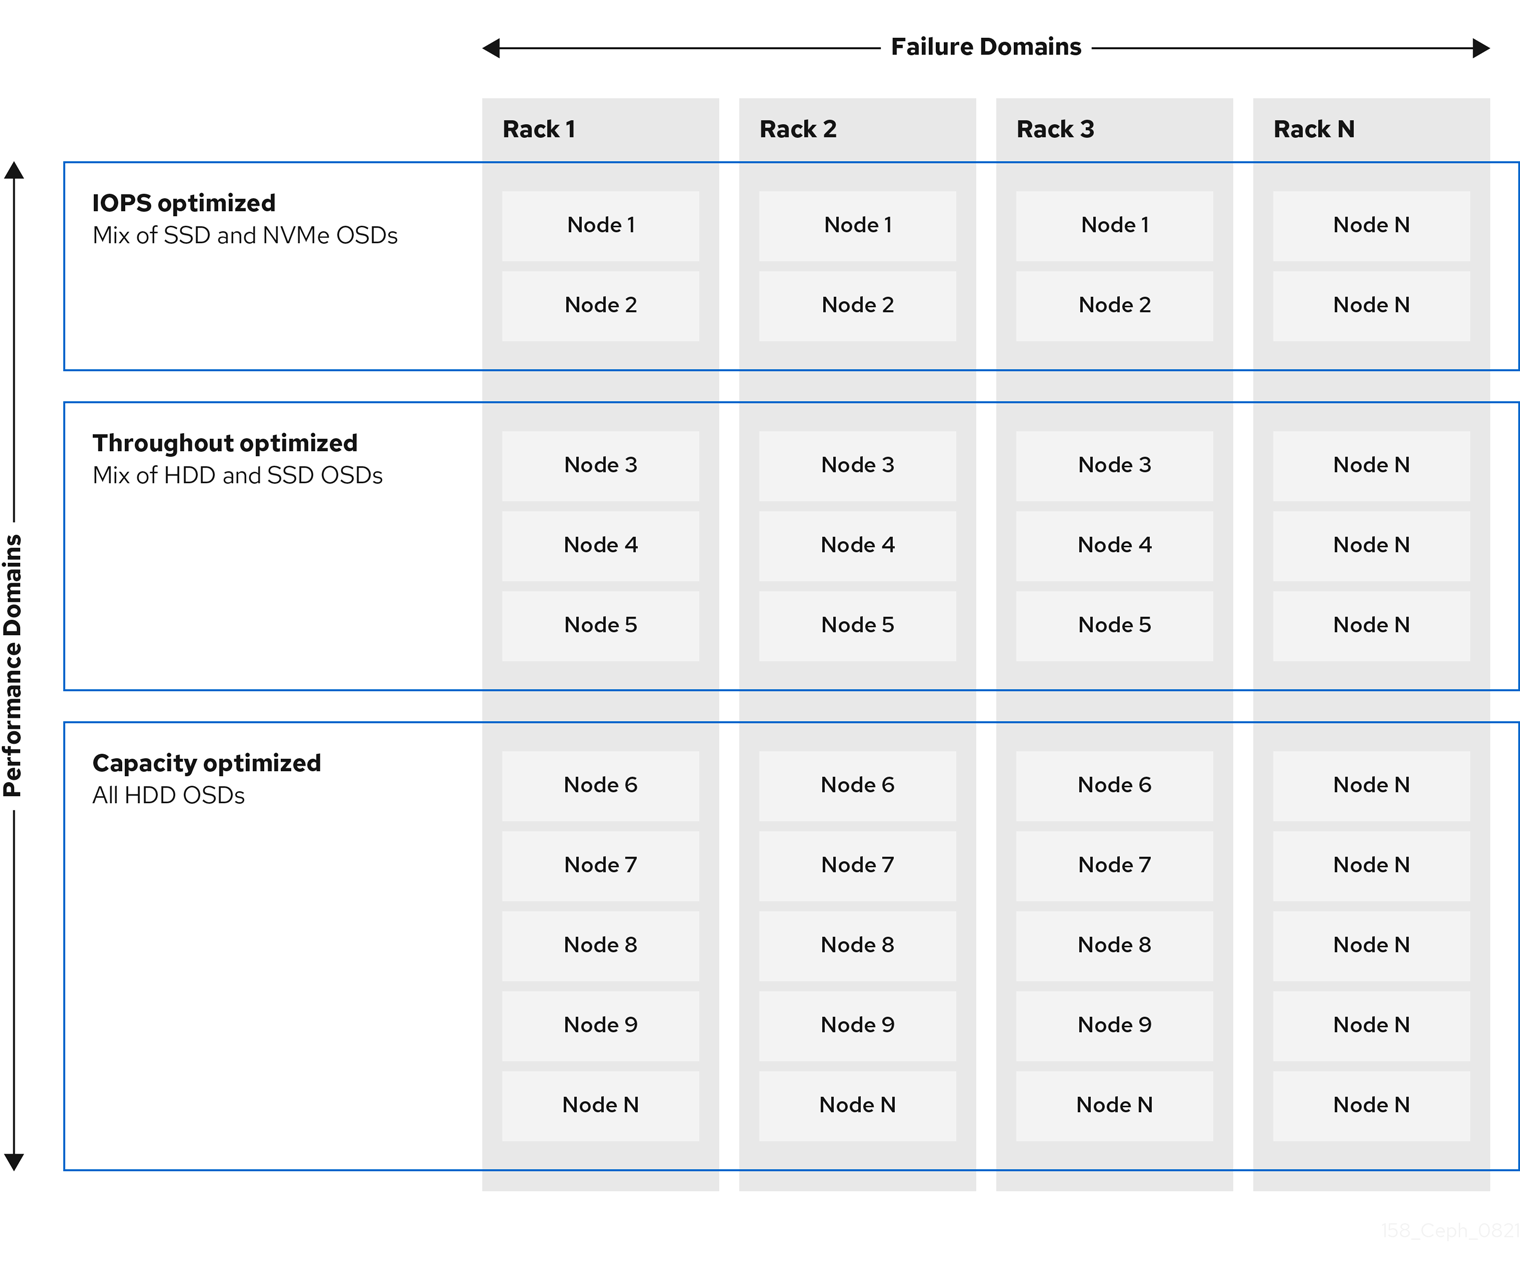 Failure Domains
Rack 1 Rack 2 Rack 3 Rack N
Performance Domains
IOPS optimized
Mix of SSD and NVMe OSDs
Node 1 Node 1 Node 1 Node N
Node 2 Node 2 Node 2 Node N
Throughout optimized
Mix of HDD and SSD OSDs
Node 3 Node 3 Node 3 Node N
Node 4 Node 4 Node 4 Node N
Node 5 Node 5 Node 5 Node N
Capacity optimized
All HDD OSDs
Node 6 Node 6 Node 6 Node N
Node 7 Node 7 Node 7 Node N
Node 8 Node 8 Node 8 Node N
Node 9 Node 9 Node 9 Node N
Node N Node N Node N Node N
158_Ceph_0821